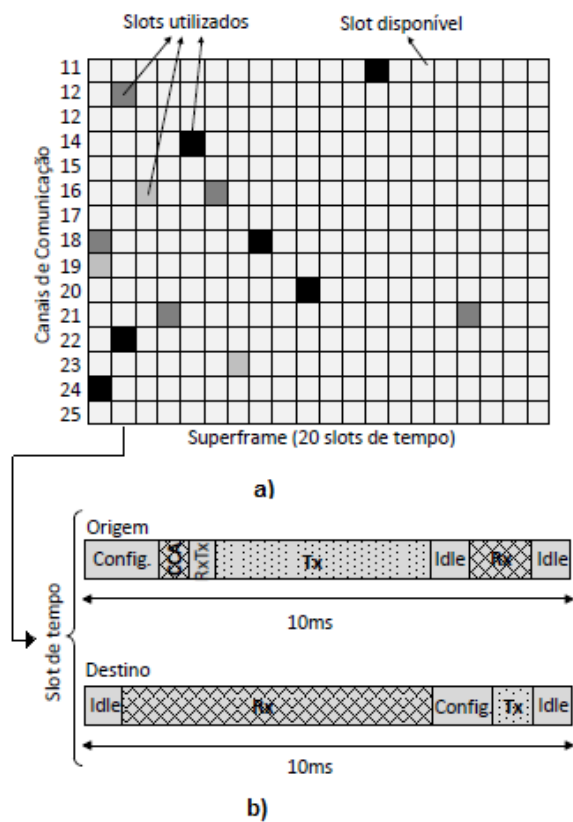 Slots utilizados
Slot disponível
Canais de Comunicação
11
12
12
14
15
16
17
18
19
20
21
22
23
24
25
Superframe (20 slots de tempo)
a)
Slot de tempo
Origem
Config. CCA RxTx Tx Idle Rx Idle
10ms
Destino
Idle Rx Config. Tx Idle
10ms
b)